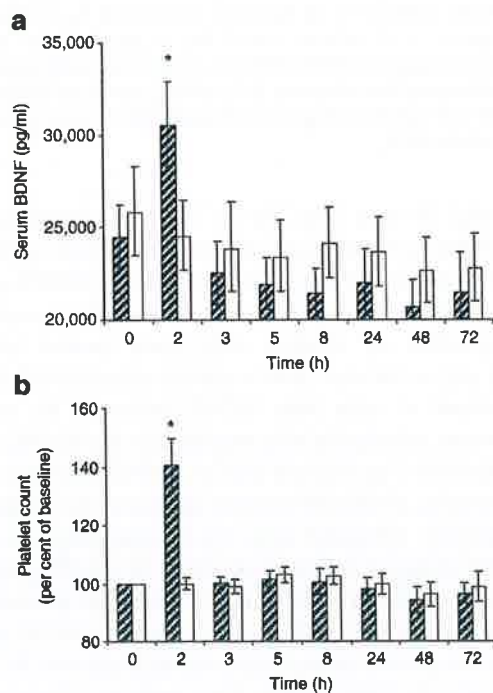 a
35,000
*
30,000
25,000
20,000
Serum BDNF (pg/ml)
0 2 3 5 8 24 48 72
Time (h)
b
160
*
140
120
100
80
Platelet count
(per cent of baseline)
0 2 3 5 8 24 48 72
Time (h)